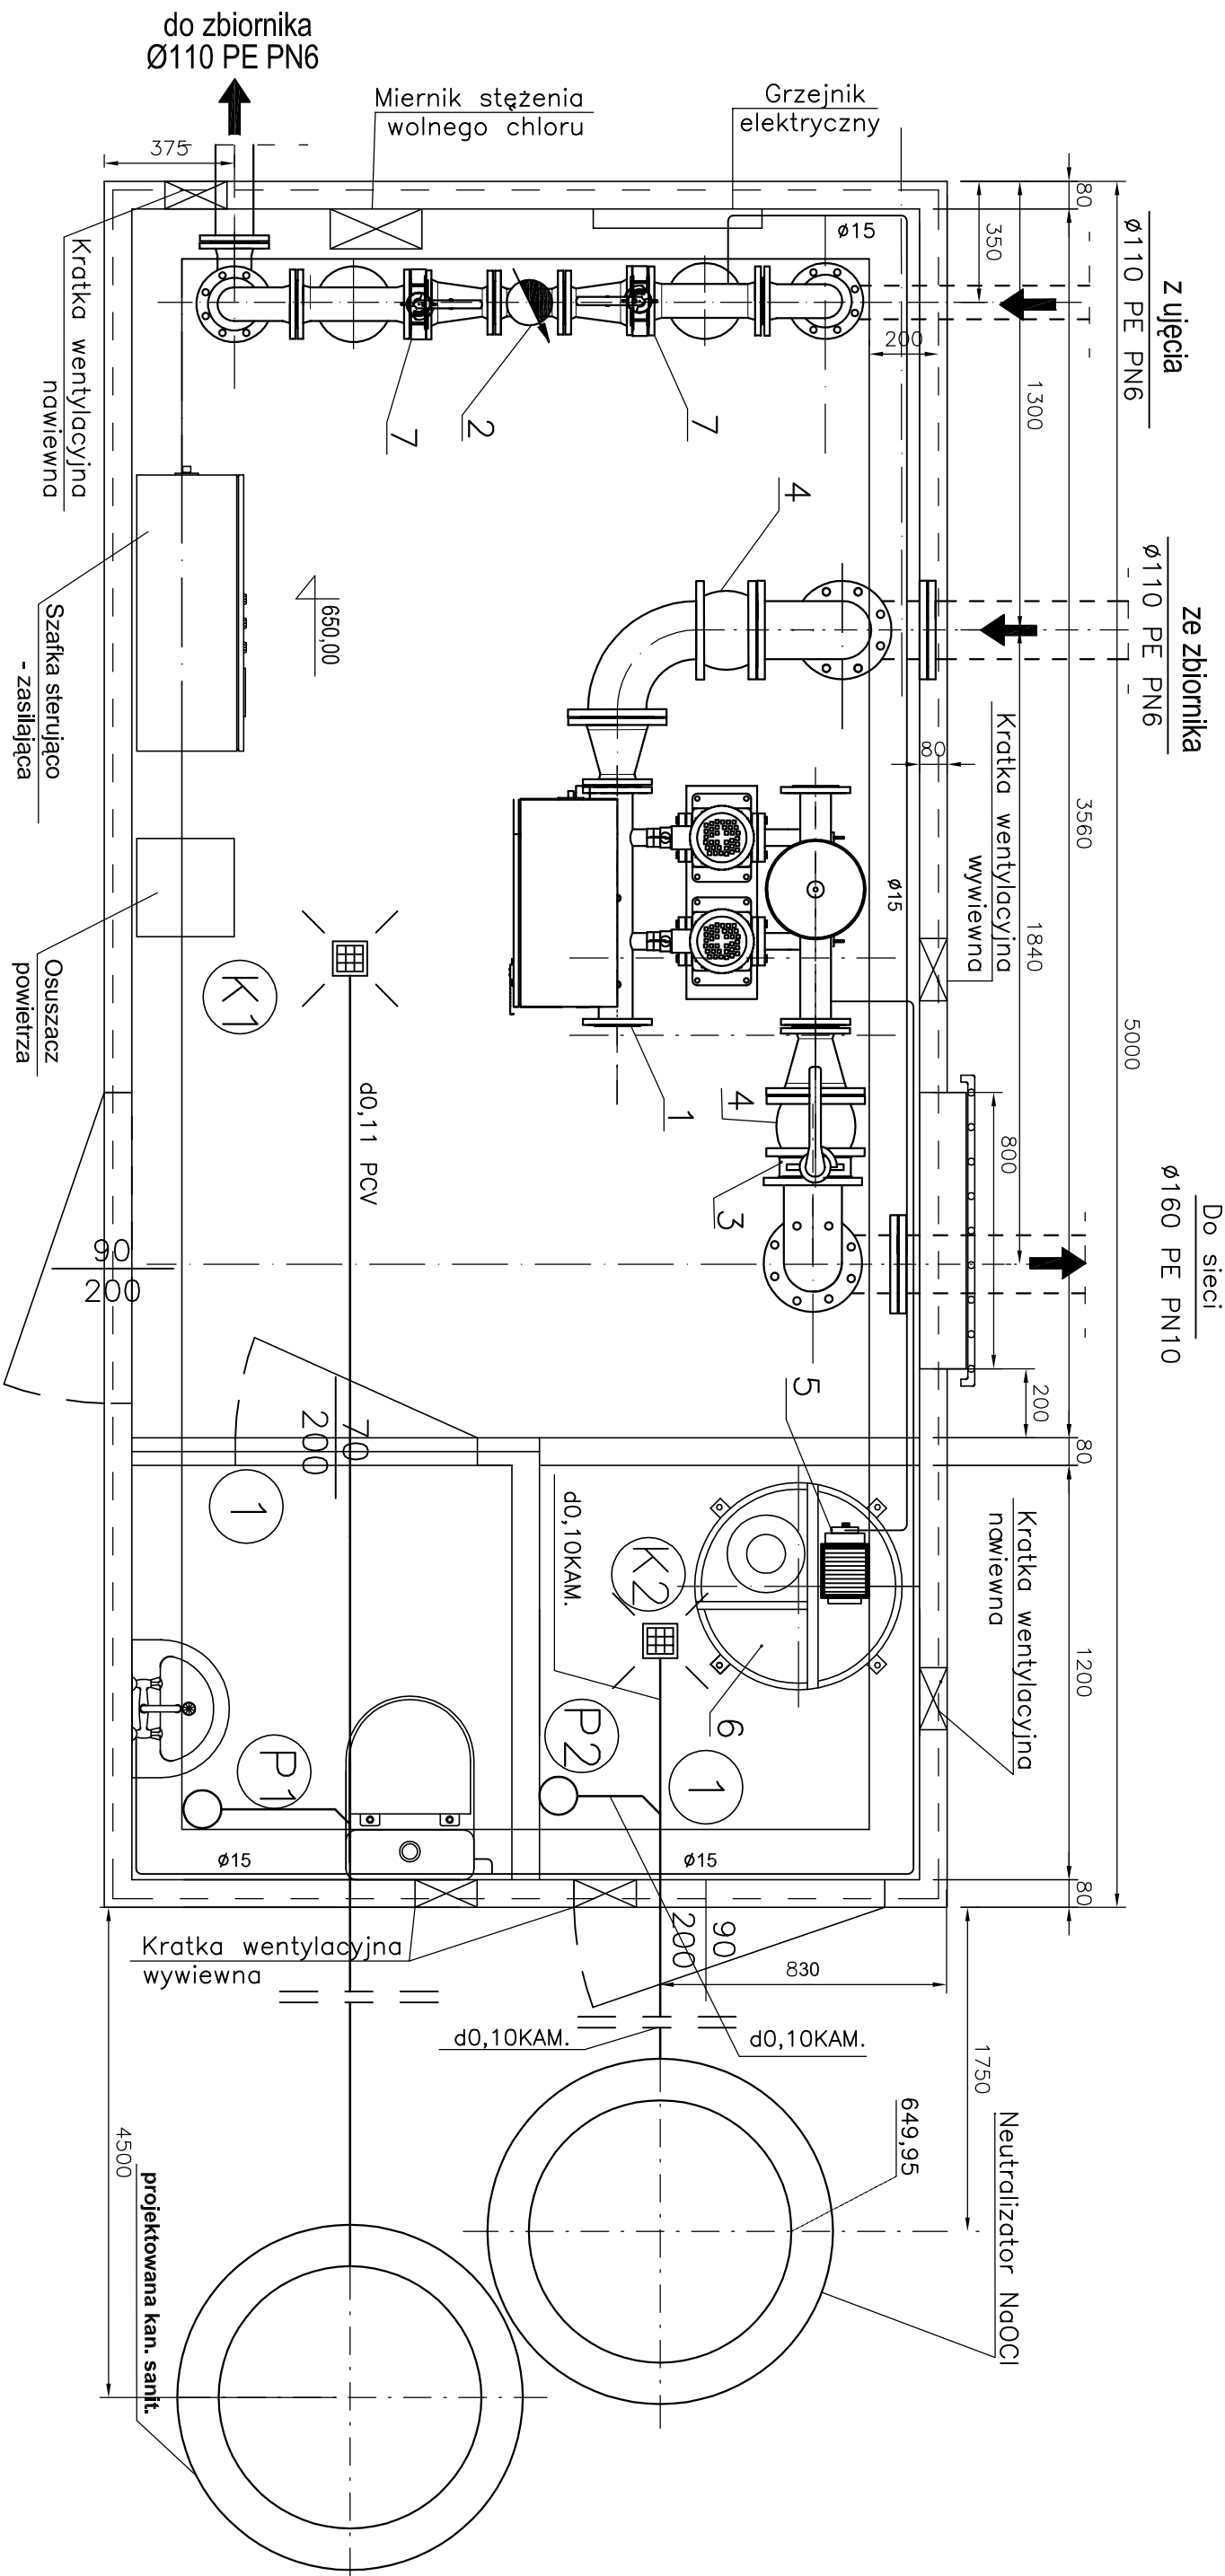 do zbiornika
Ø110 PE PN6
Miernik stężenia
wolnego chloru
Grzejnik
elektryczny
z ujęcia
ø110 PE PN6
ze zbiornika
ø110 PE PN6
Do sieci
ø160 PE PN10
375
80
350
1300
200
ø15
3560
1840
5000
80
Kratka wentylacyjna
wywiewna
ø15
800
200
80
Kratka wentylacyjna
nawiewna
1200
80
Kratka wentylacyjna
nawiewna
7
2
7
4
650,00
Szafka sterująco
- zasilająca
Osuszacz
powietrza
K1
d0,11 PCV
1
4
3
5
90
200
70
200
1
d0,10KAM.
K2
6
P2
1
P1
ø15
ø15
Kratka wentylacyjna
wywiewna
90
200
830
d0,10KAM.
d0,10KAM.
1750
649,95
Neutralizator NaOCl
4500
projektowana kan. sanit.